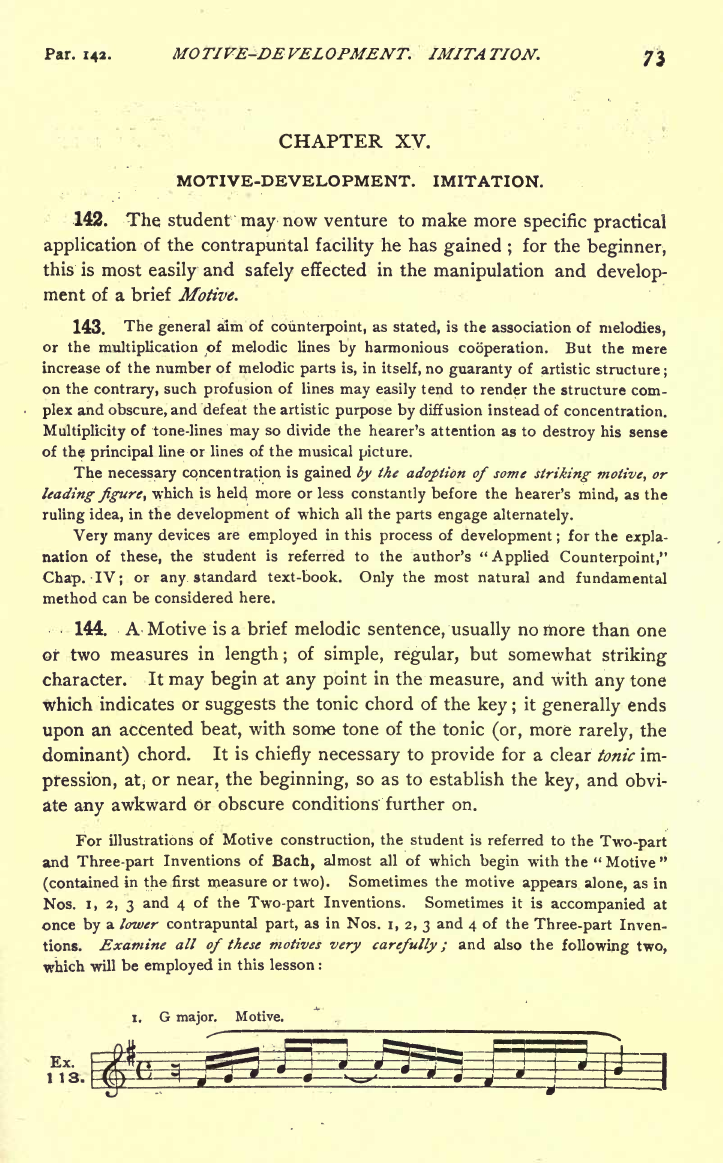 Par. 142. MOTIVE-DEVELOPMENT. IMITATION. 73
CHAPTER XV.
MOTIVE-DEVELOPMENT. IMITATION.
142. The student may now venture to make more specific practical
application of the contrapuntal facility he has gained ; for the beginner,
this is most easily and safely effected in the manipulation and develop-
ment of a brief Motive.
143. The general aim of counterpoint, as stated, is the association of melodies,
or the multiplication of melodic lines by harmonious coöperation. But the mere
increase of the number of melodic parts is, in itself, no guaranty of artistic structure ;
on the contrary, such profusion of lines may easily tend to render the structure com-
plex and obscure, and defeat the artistic purpose by diffusion instead of concentration.
Multiplicity of tone-lines may so divide the hearer's attention as to destroy his sense
of the principal line or lines of the musical picture.
The necessary concentration is gained by the adoption of some striking motive, or
leading figure, which is held more or less constantly before the hearer's mind, as the
ruling idea, in the development of which all the parts engage alternately.
Very many devices are employed in this process of development ; for the expla-
nation of these, the student is referred to the author's “Applied Counterpoint,”
Chap. IV ; or any standard text-book. Only the most natural and fundamental
method can be considered here.
144. A Motive is a brief melodic sentence, usually no more than one
or two measures in length ; of simple, regular, but somewhat striking
character. It may begin at any point in the measure, and with any tone
which indicates or suggests the tonic chord of the key ; it generally ends
upon an accented beat, with some tone of the tonic (or, more rarely, the
dominant) chord. It is chiefly necessary to provide for a clear tonic im-
pression, at, or near, the beginning, so as to establish the key, and obvi-
ate any awkward or obscure conditions further on.
For illustrations of Motive construction, the student is referred to the Two-part
and Three-part Inventions of Bach, almost all of which begin with the “Motive”
(contained in the first measure or two). Sometimes the motive appears alone, as in
Nos. 1, 2, 3 and 4 of the Two-part Inventions. Sometimes it is accompanied at
once by a lower contrapuntal part, as in Nos. 1, 2, 3 and 4 of the Three-part Inven-
tions. Examine all of these motives very carefully ; and also the following two,
which will be employed in this lesson :
1. G major. Motive.
Ex.
113.